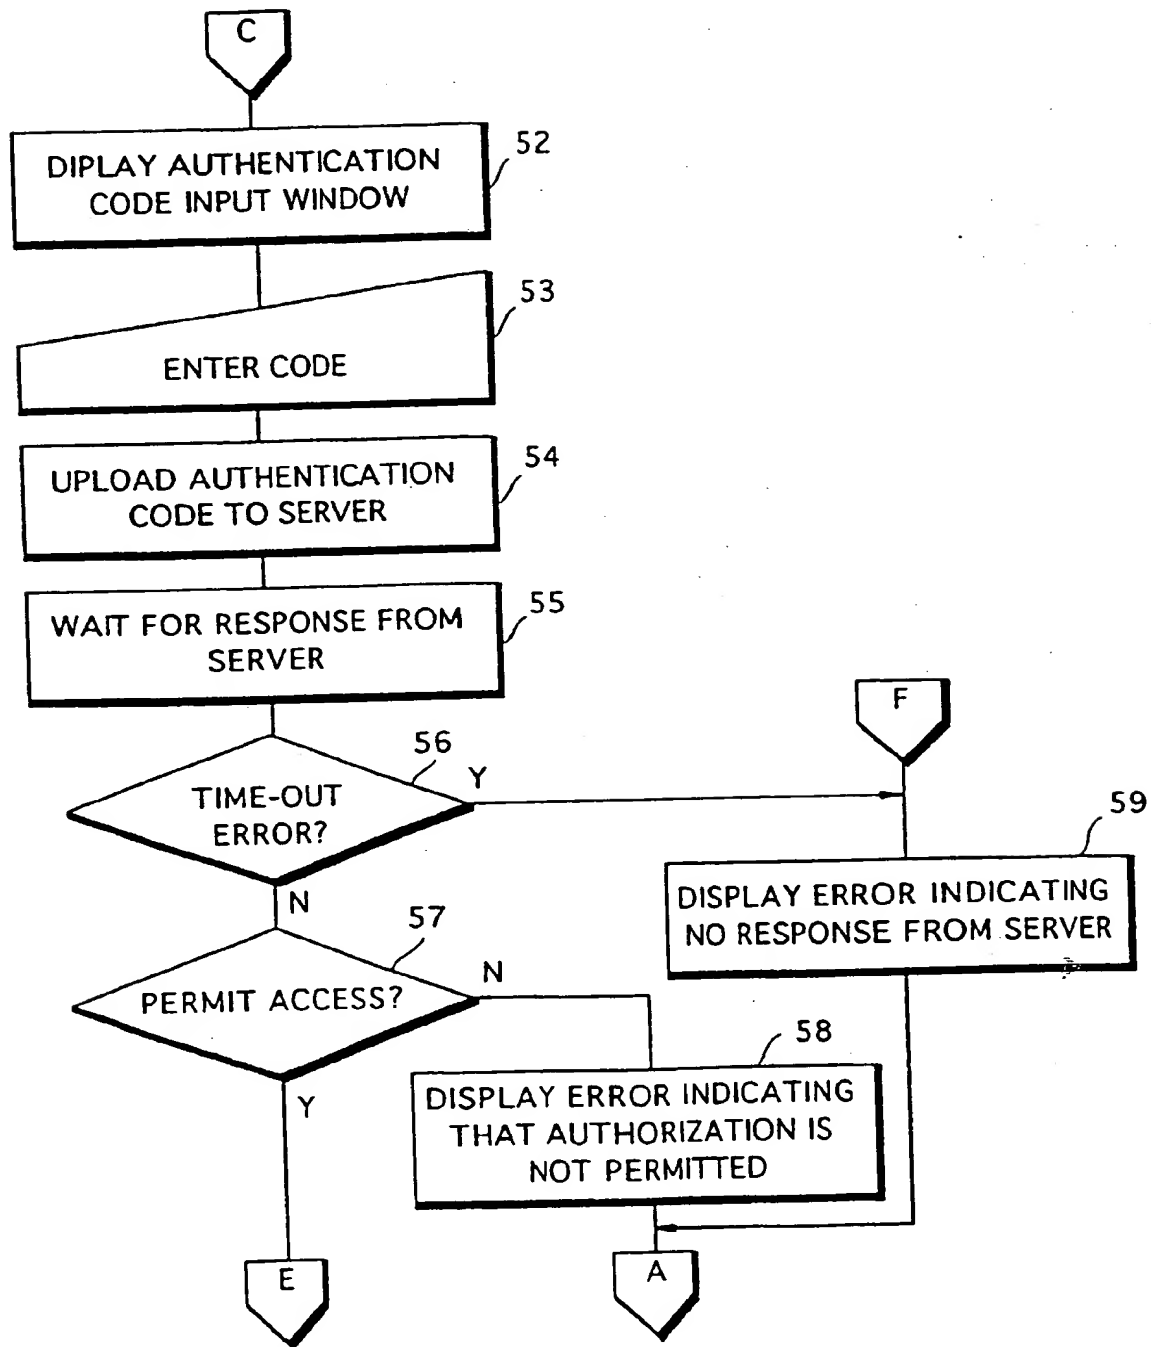 C
DIPLAY AUTHENTICATION
CODE INPUT WINDOW
52
ENTER CODE
53
UPLOAD AUTHENTICATION
CODE TO SERVER
54
WAIT FOR RESPONSE FROM
SERVER
55
F
TIME-OUT
ERROR?
56
Y
N
DISPLAY ERROR INDICATING
NO RESPONSE FROM SERVER
59
PERMIT ACCESS?
57
N
Y
DISPLAY ERROR INDICATING
THAT AUTHORIZATION IS
NOT PERMITTED
58
E
A